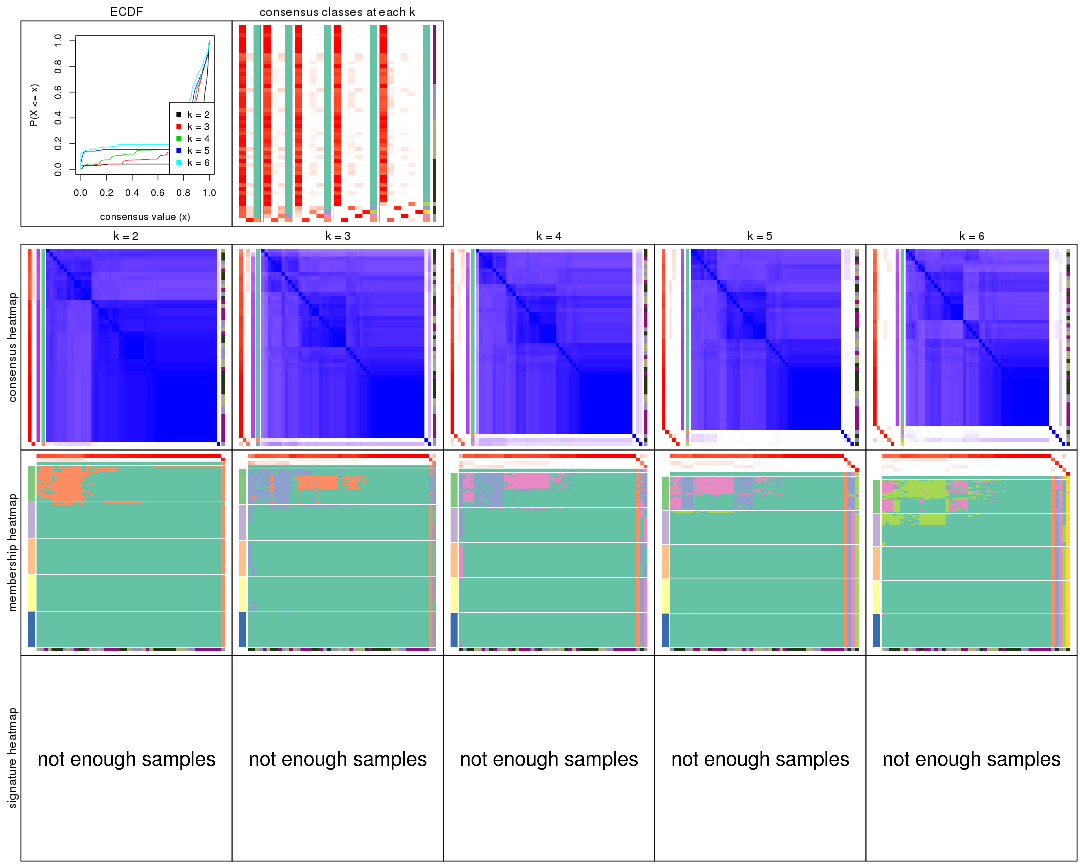 ECDF
consensus classes at each k
P(X <= x)
0.0 0.2 0.4 0.6 0.8 1.0
k = 2
k = 3
k = 4
k = 5
k = 6
0.0 0.2 0.4 0.6 0.8 1.0
consensus value (x)
k = 2
k = 3
k = 4
k = 5
k = 6
consensus heatmap
membership heatmap
signature heatmap
not enough samples
not enough samples
not enough samples
not enough samples
not enough samples